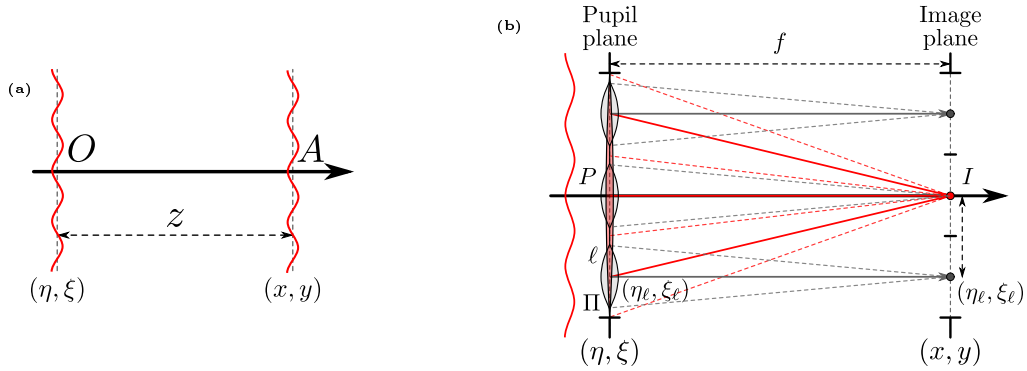 (a)
O
A
z
(η, ξ)
(x, y)
(b)
Pupil
plane
Image
plane
f
P
I
ℓ
(ηℓ, ξℓ)
(ηℓ, ξℓ)
Π
(η, ξ)
(x, y)